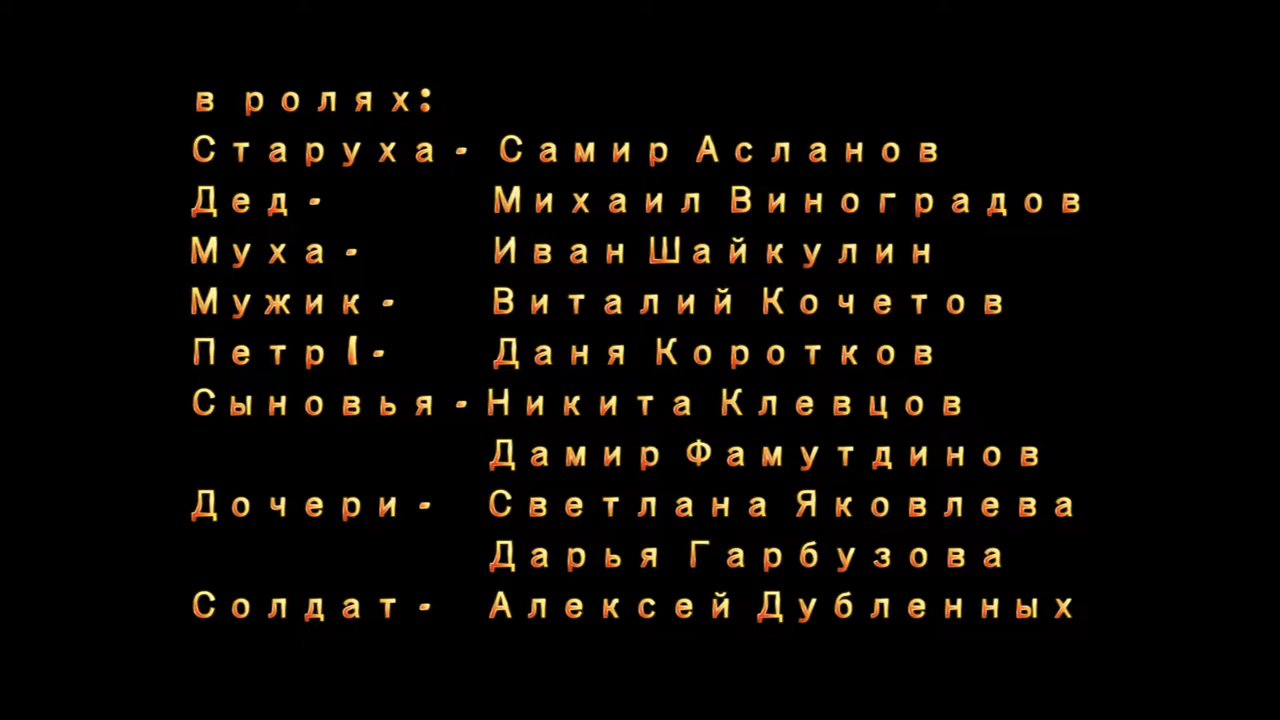 в ролях:
Старуха- Самир Асланов
Дед- Михаил Виноградов
Муха- Иван Шайкулин
Мужик- Виталий Кочетов
Петр I- Даня Коротков
Сыновья- Никита Клевцов
Дамир Фамутдинов
Дочери- Светлана Яковлева
Дарья Гарбузова
Солдат- Алексей Дубленных